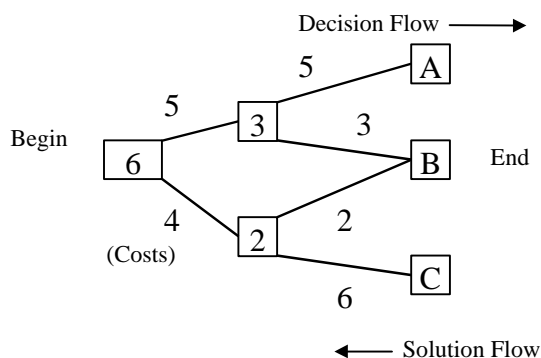 Decision Flow
5
A
5
3
3
Begin
6
B
End
4
2
2
(Costs)
C
6
Solution Flow